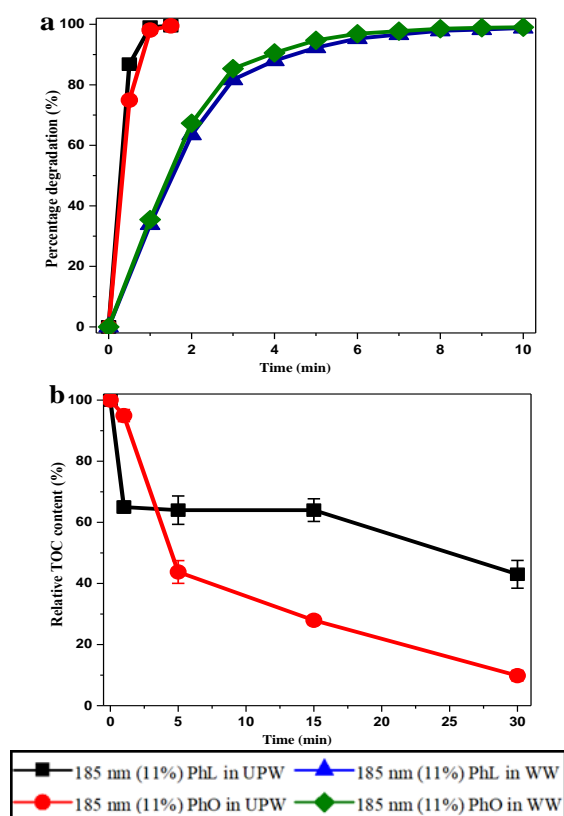 a
100
80
60
40
20
0
Percentage degradation (%)
0 2 4 6 8 10
Time (min)
b
100
80
60
40
20
0
Relative TOC content (%)
0 5 10 15 20 25 30
Time (min)
185 nm (11%) PhL in UPW 185 nm (11%) PhL in WW
185 nm (11%) PhO in UPW 185 nm (11%) PhO in WW